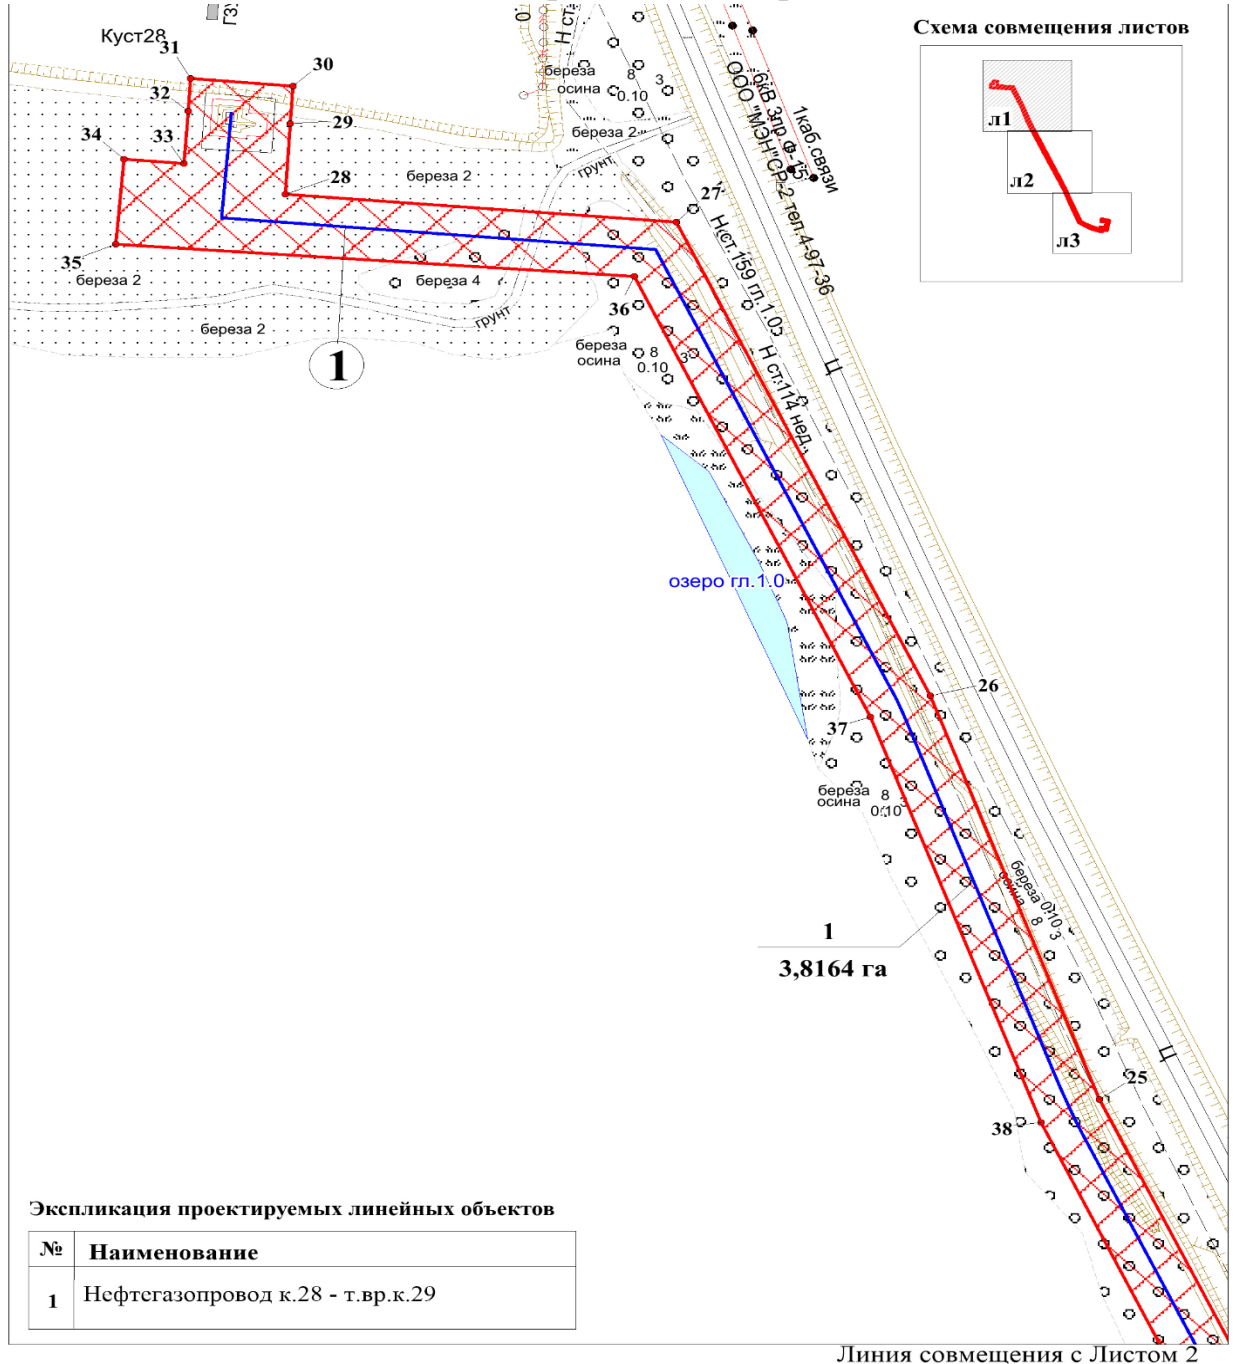 Куст28
ГЗ.
Н ст.
0.
31
30
32
29
34
33
28
27
35
36
береза
осина
8
0.10
3
береза 2
грунт
береза 2
береза 2
береза 4
береза 2
грунт
1
береза
осина
8
0.10
3
6кВ 3пр.Ф-15
ООО "МЭН"СР-2 тел.4-97-36
1каб.связи
Н.ст.159 гл.1.0
Н ст.114 нед.
Ц
Схема совмещения листов
л1
л2
л3
озеро гл.1.0
26
37
береза
осина
8
0.10
3
береза 0.10
осина
8
3
1
3,8164 га
Ц
25
38
Экспликация проектируемых линейных объектов
№ Наименование
1 Нефтегазопровод к.28 - т.вр.к.29
Линия совмещения с Листом 2